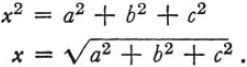 x² = a² + b² + c²
x = √a² + b² + c² .